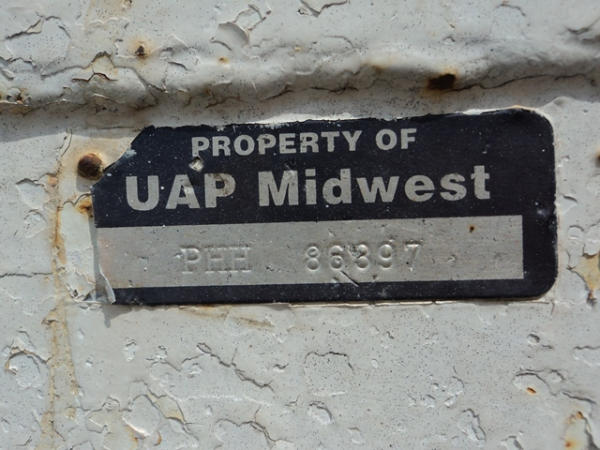 PROPERTY OF
UAP Midwest
PHH 86397